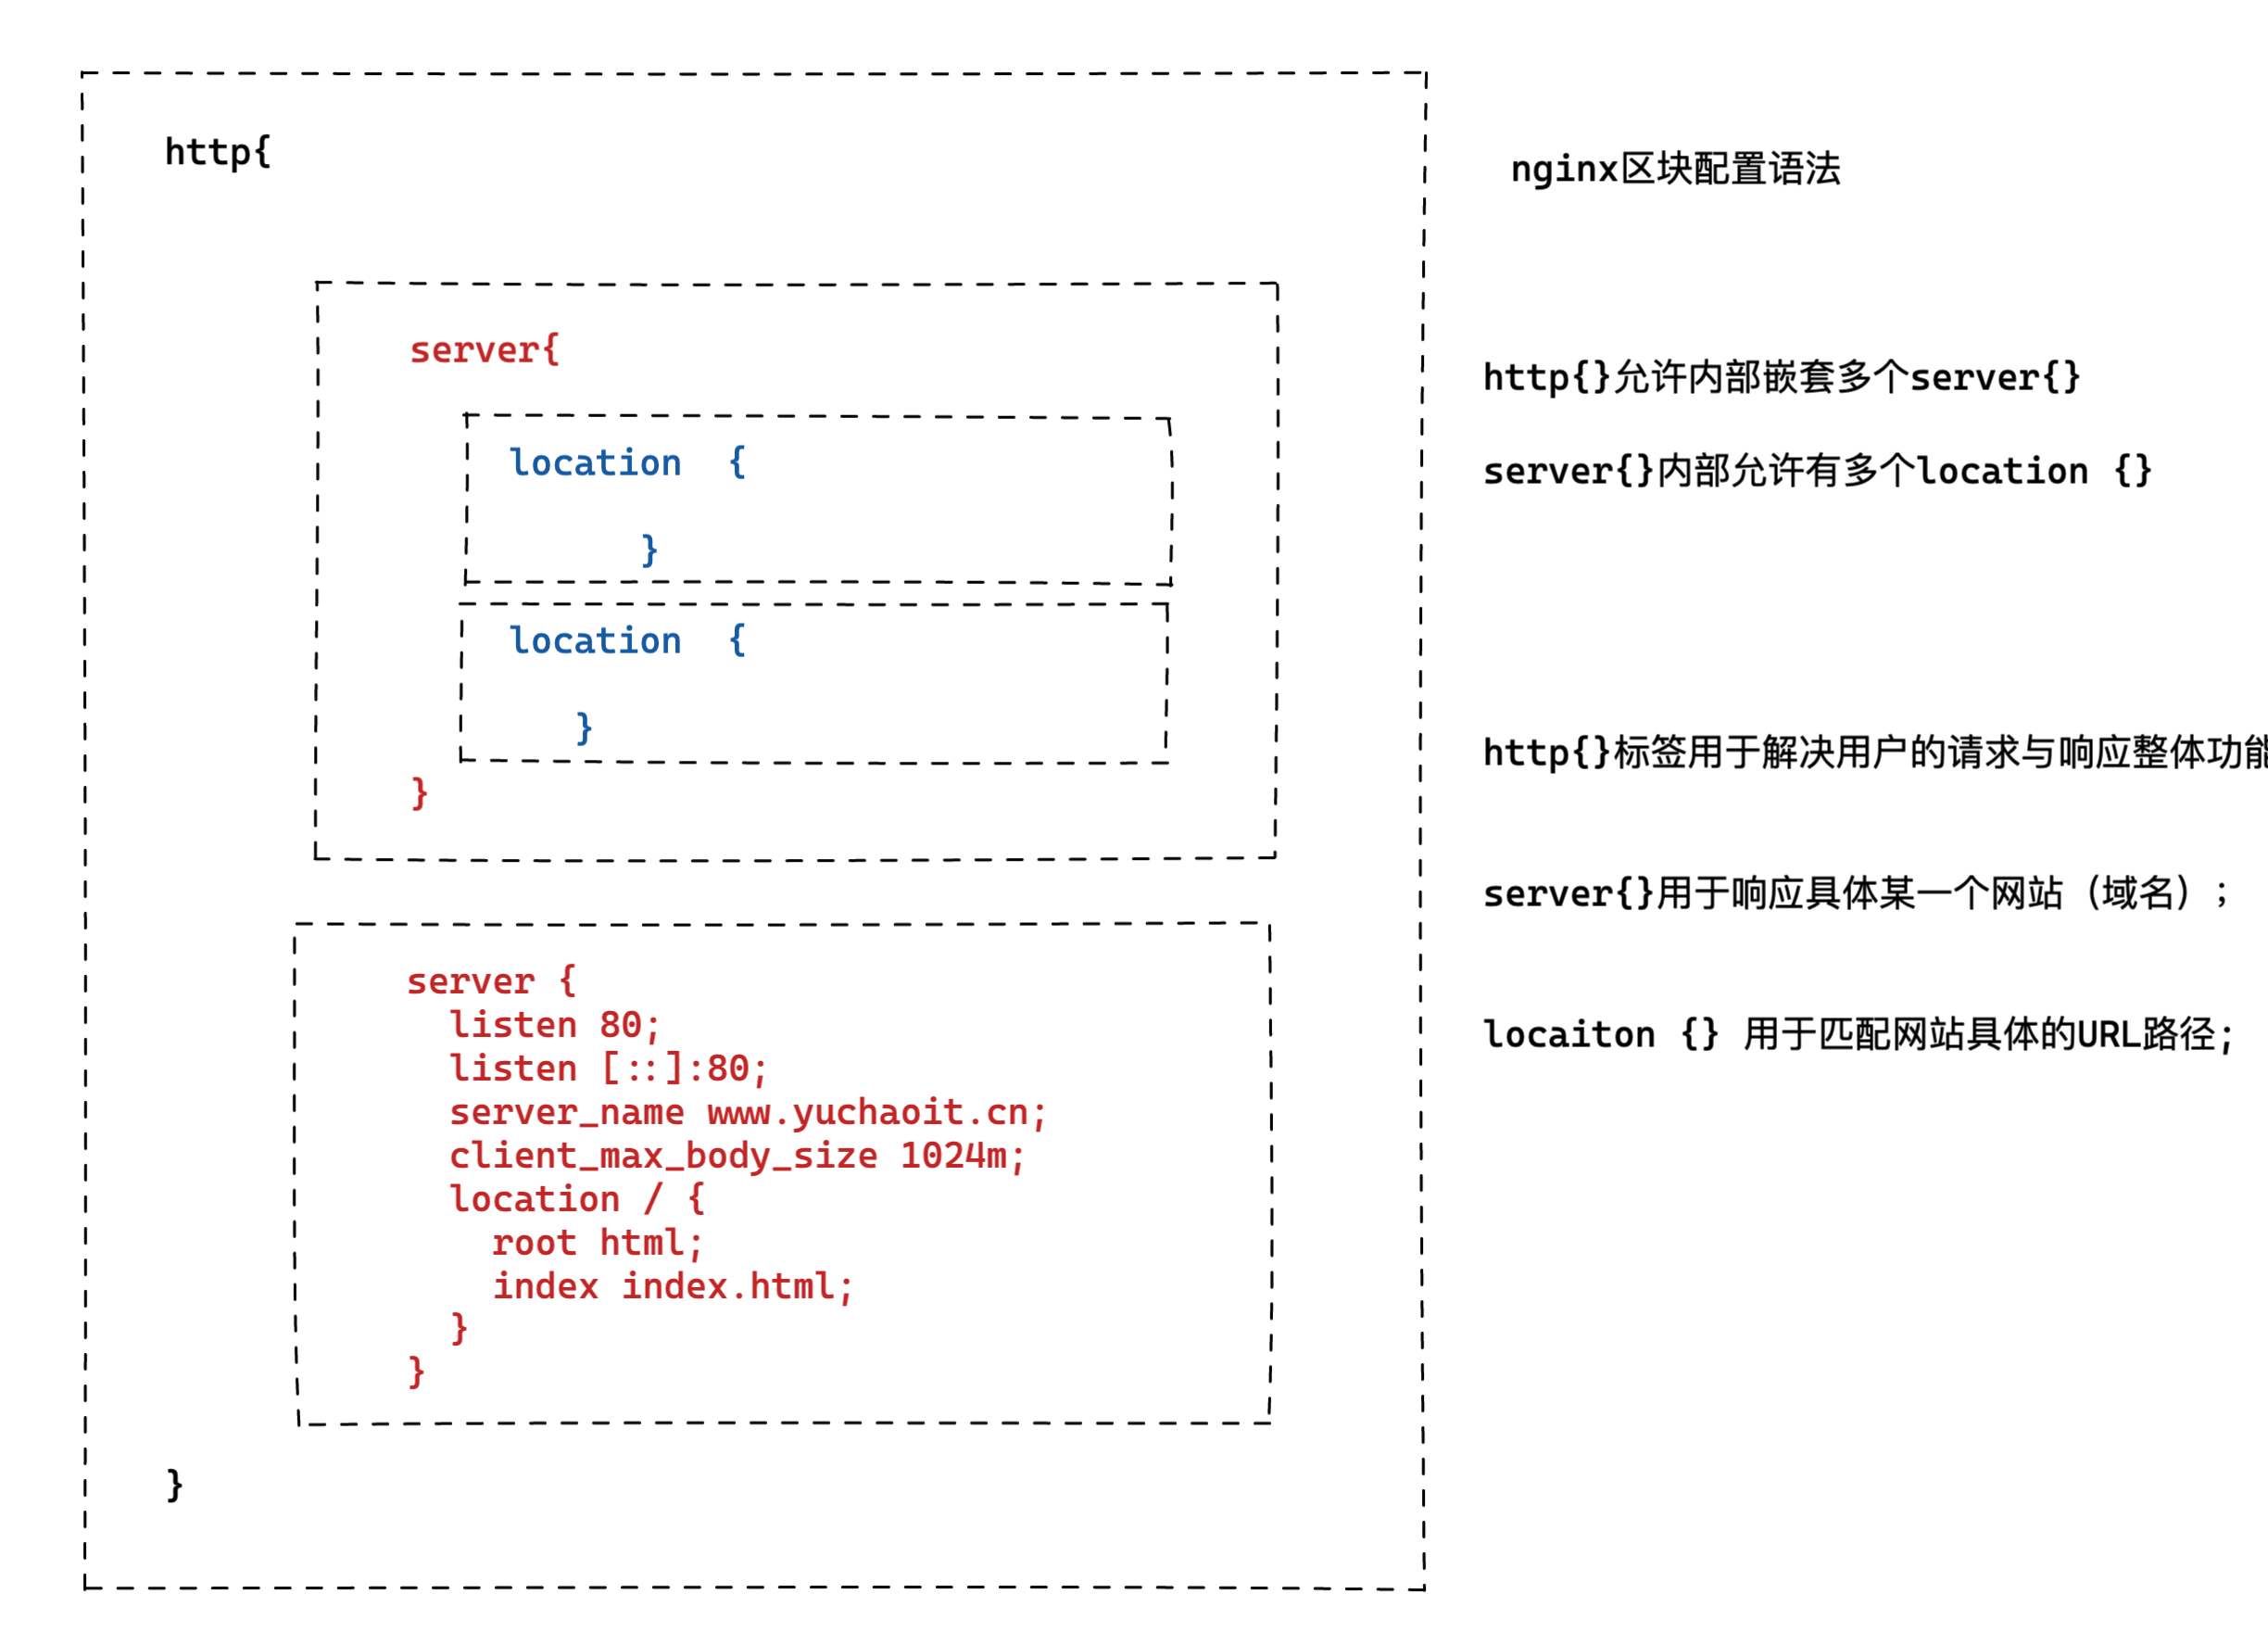 http{
server{
location {
}
location {
}
}
server {
listen 80;
listen [::]:80;
server_name www.yuchaoit.cn;
client_max_body_size 1024m;
location / {
root html;
index index.html;
}
}
}
nginx区块配置语法
http{}允许内部嵌套多个server{}
server{}内部允许有多个location {}
http{}标签用于解决用户的请求与响应整体功能
server{}用于响应具体某一个网站（域名）;
locaiton {} 用于匹配网站具体的URL路径;